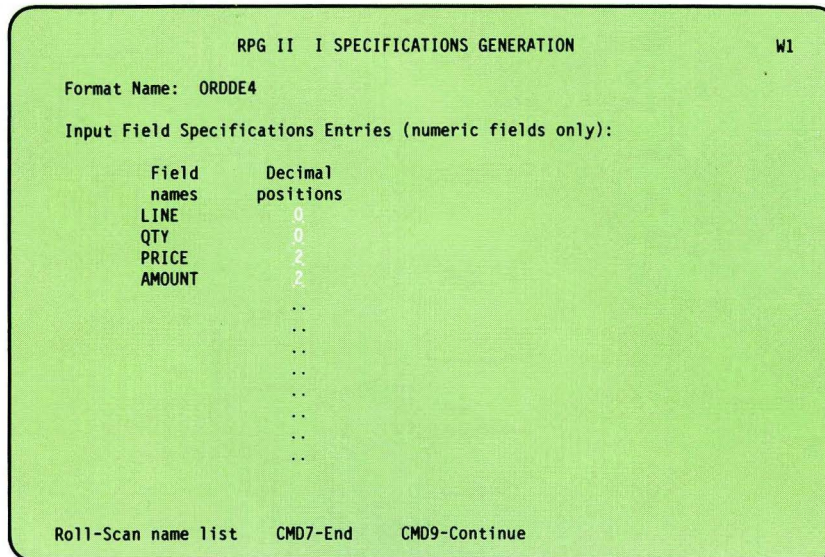 RPG II I SPECIFICATIONS GENERATION W1
Format Name: ORDDE4
Input Field Specifications Entries (numeric fields only):
Field Decimal
names positions
LINE 0
QTY 0
PRICE 2
AMOUNT 2
..
..
..
..
..
..
..
..
Roll-Scan name list CMD7-End CMD9-Continue